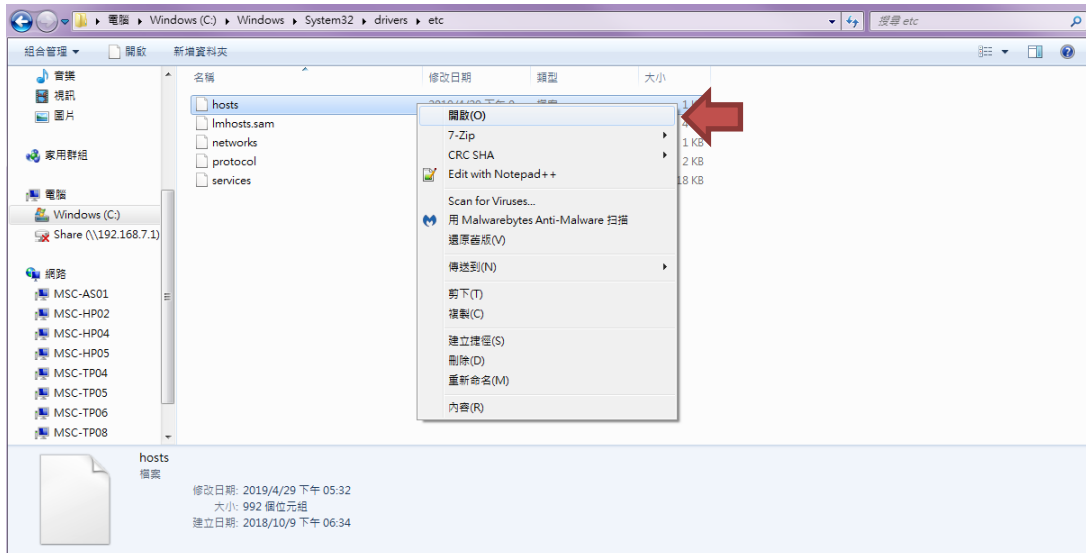 電腦 ▸ Windows (C:) ▸ Windows ▸ System32 ▸ drivers ▸ etc
搜尋 etc
組合管理 ▼ 開啟 新增資料夾
音樂
視訊
圖片
家用群組
電腦
Windows (C:)
Share (\\192.168.7.1)
網路
MSC-AS01
MSC-HP02
MSC-HP04
MSC-HP05
MSC-TP04
MSC-TP05
MSC-TP06
MSC-TP08
名稱 修改日期 類型 大小
hosts
lmhosts.sam
networks 1 KB
protocol 2 KB
services 18 KB
開啟(O)
7-Zip
CRC SHA
Edit with Notepad++
Scan for Viruses...
用 Malwarebytes Anti-Malware 扫描
還原舊版(V)
傳送到(N)
剪下(T)
複製(C)
建立捷徑(S)
刪除(D)
重新命名(M)
內容(R)
hosts
檔案
修改日期: 2019/4/29 下午 05:32
大小: 992 個位元組
建立日期: 2018/10/9 下午 06:34